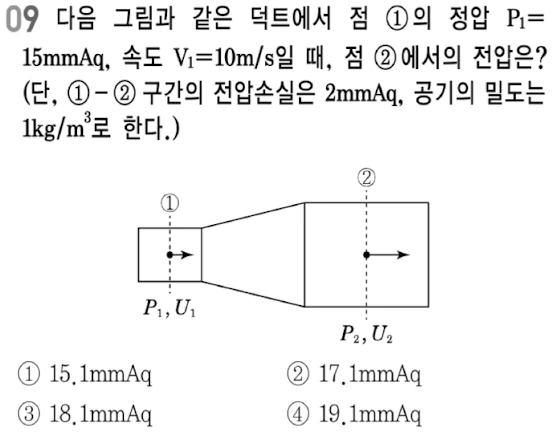 09 다음 그림과 같은 덕트에서 점 ①의 정압 P₁=
15mmAq, 속도 V₁=10m/s일 때, 점 ②에서의 전압은?
(단, ①-② 구간의 전압손실은 2mmAq, 공기의 밀도는
1kg/m³로 한다.)
②
①
P₁, U₁
P₂, U₂
① 15.1mmAq ② 17.1mmAq
③ 18.1mmAq ④ 19.1mmAq